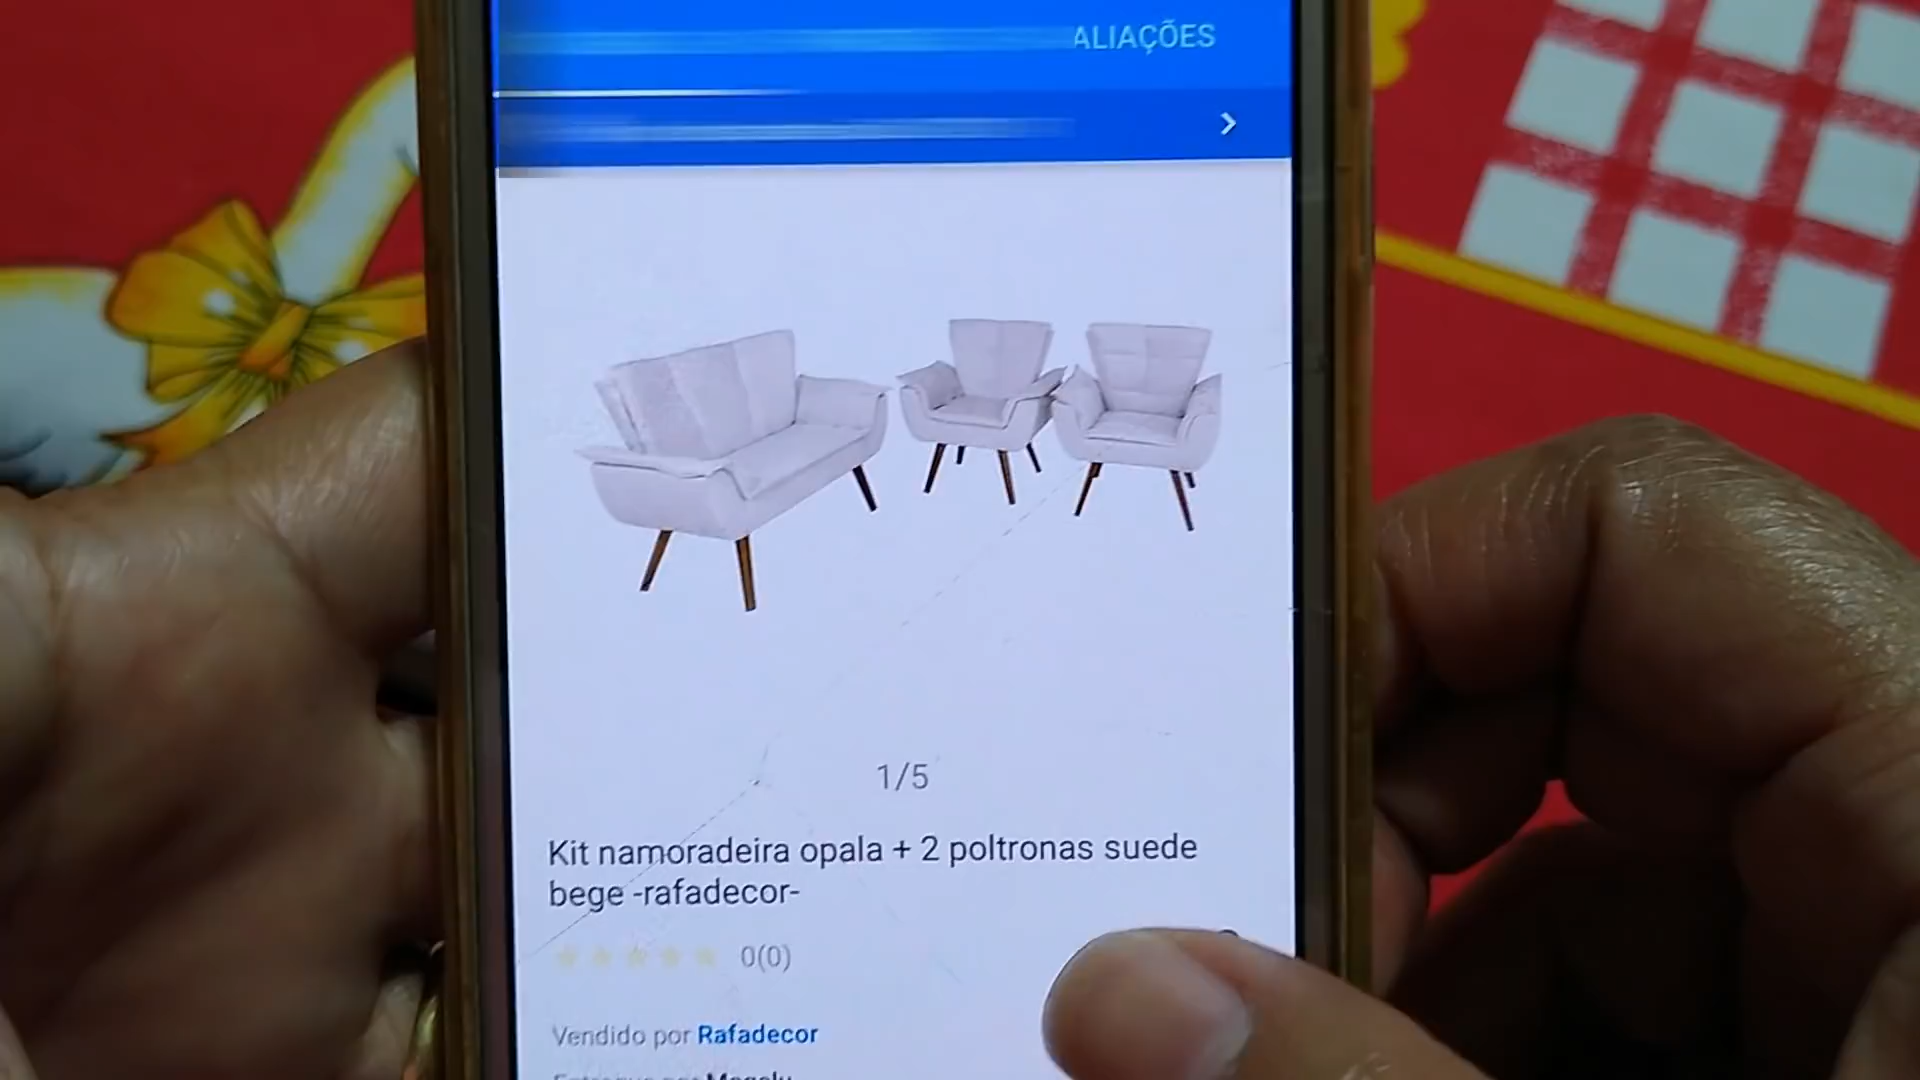 ALIAÇÕES
1/5
Kit namoradeira opala + 2 poltronas suede
bege -rafadecor-
0(0)
Vendido por Rafadecor